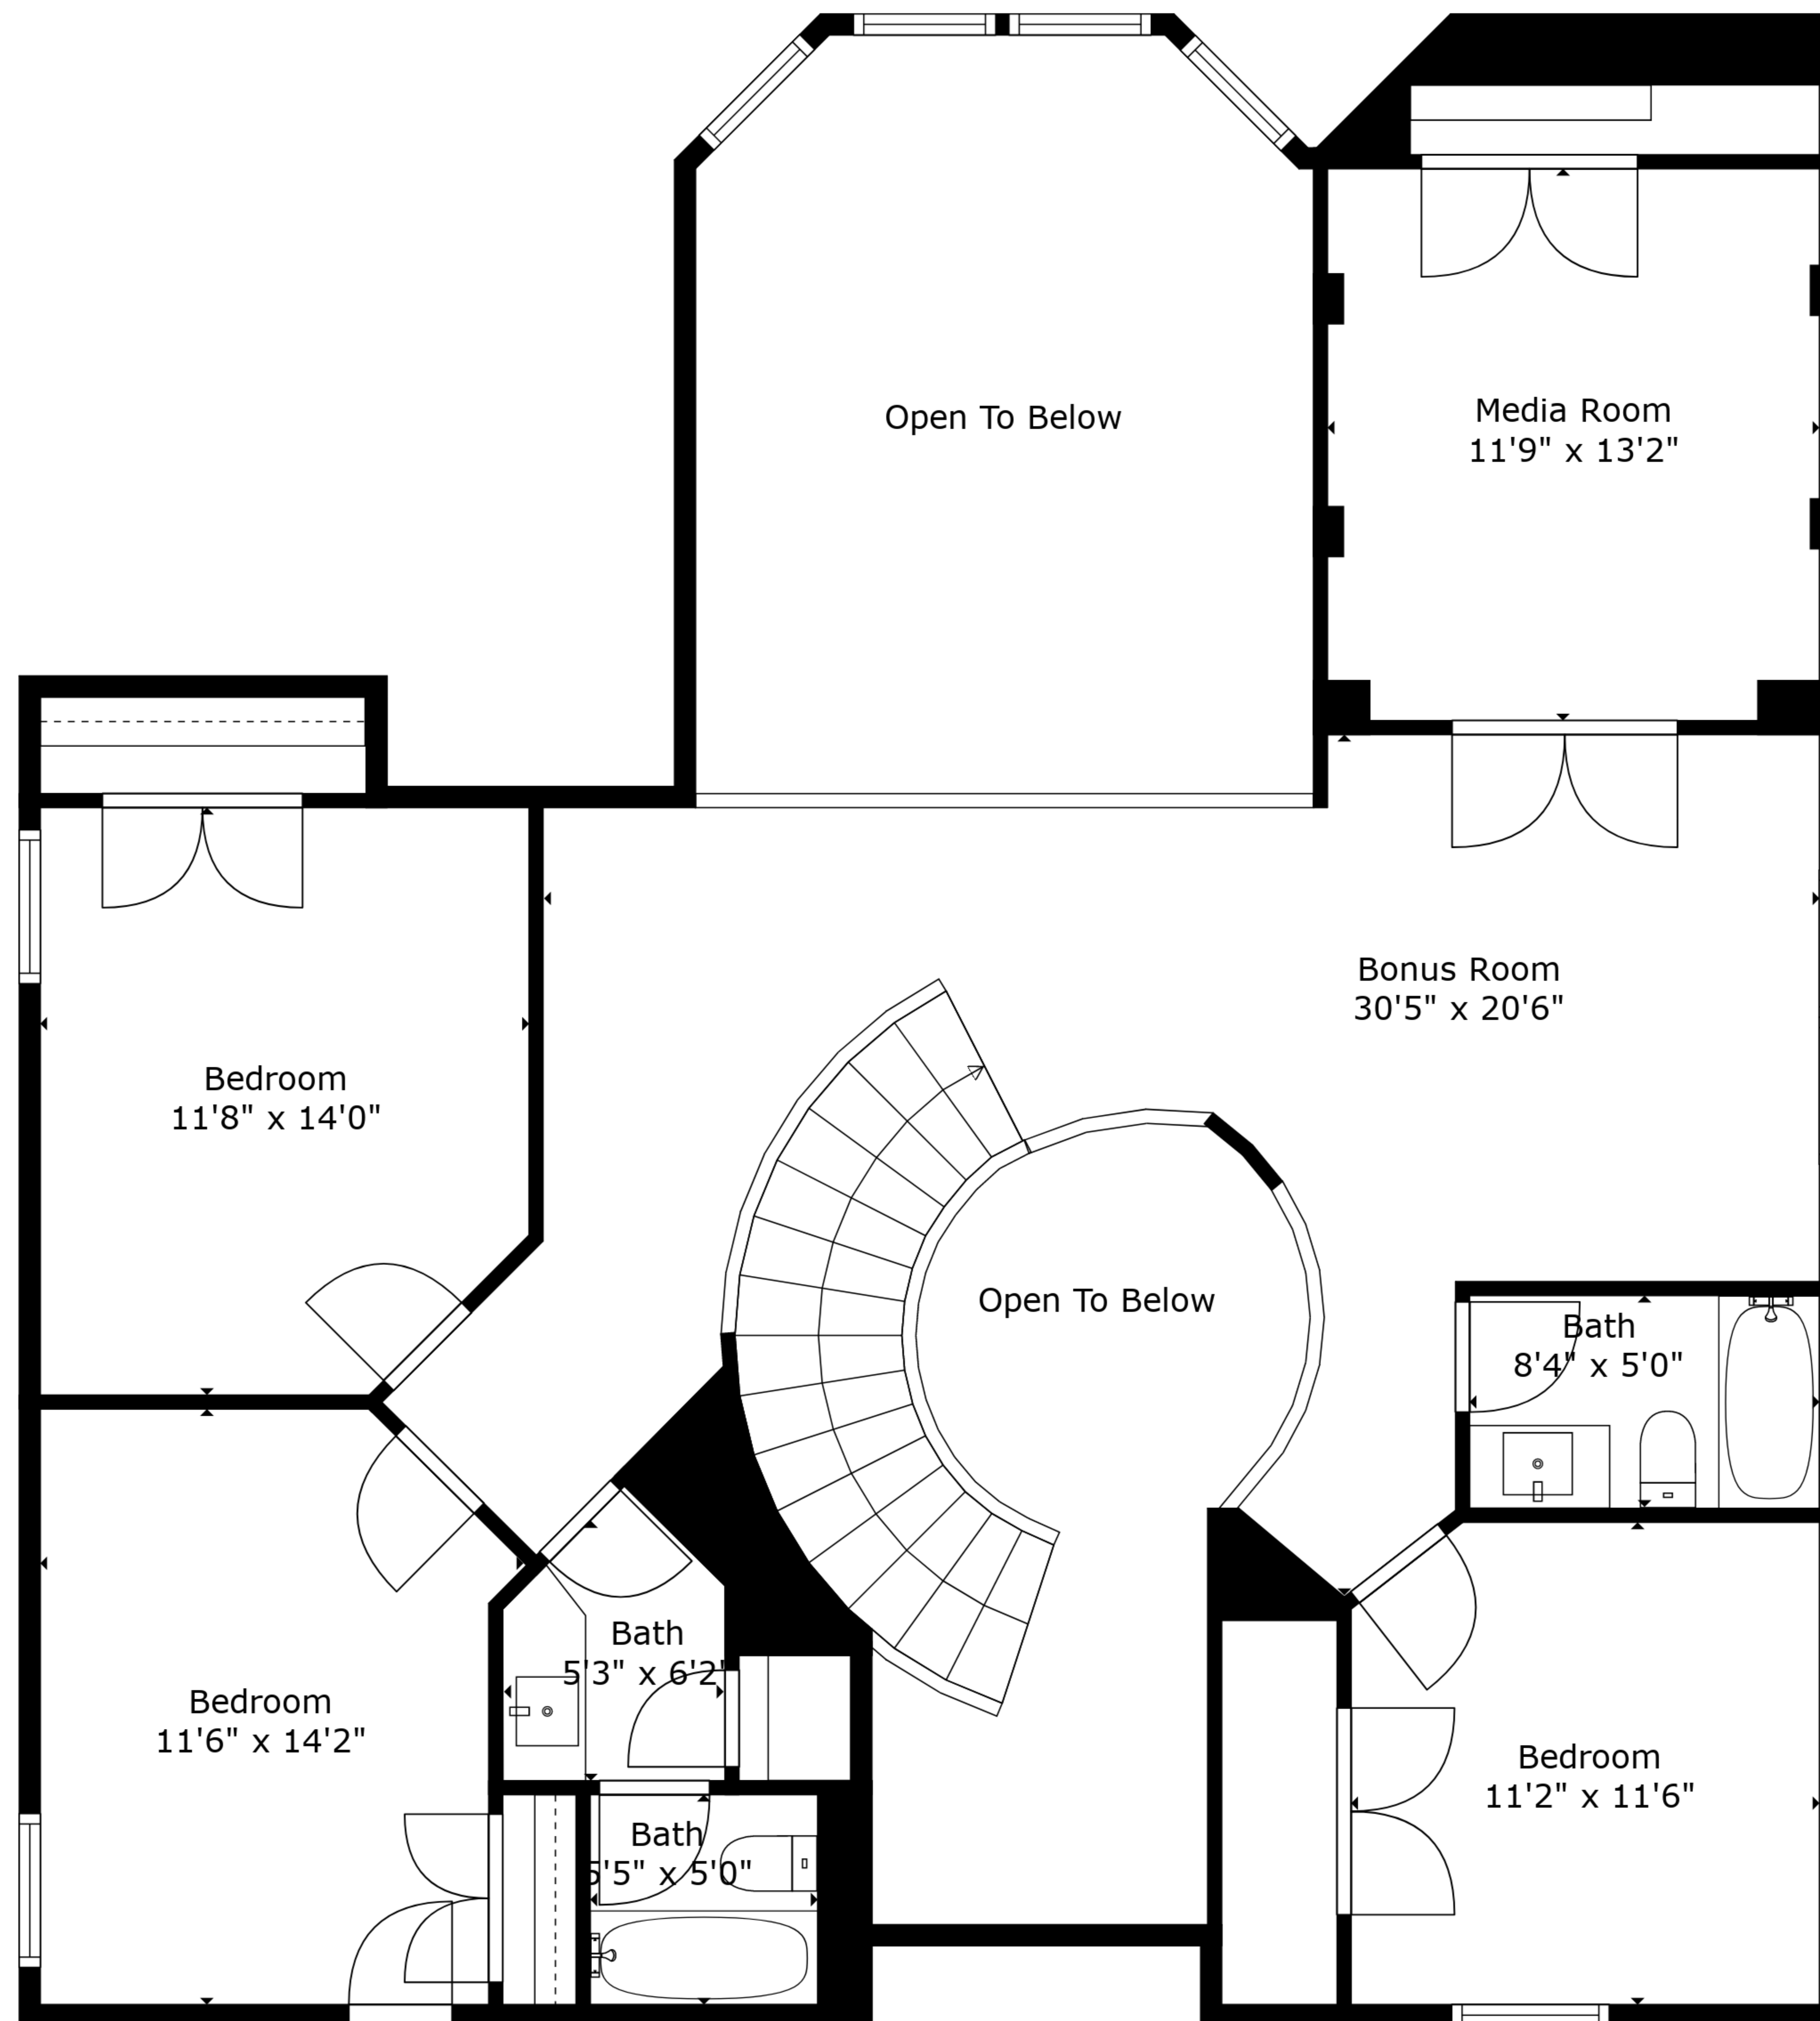 Open To Below
Media Room
11'9" x 13'2"
Bonus Room
30'5" x 20'6"
Bedroom
11'8" x 14'0"
Open To Below
Bath
8'4" x 5'0"
Bath
5'3" x 6'2"
Bedroom
11'6" x 14'2"
Bedroom
11'2" x 11'6"
Bath
5'5" x 5'0"